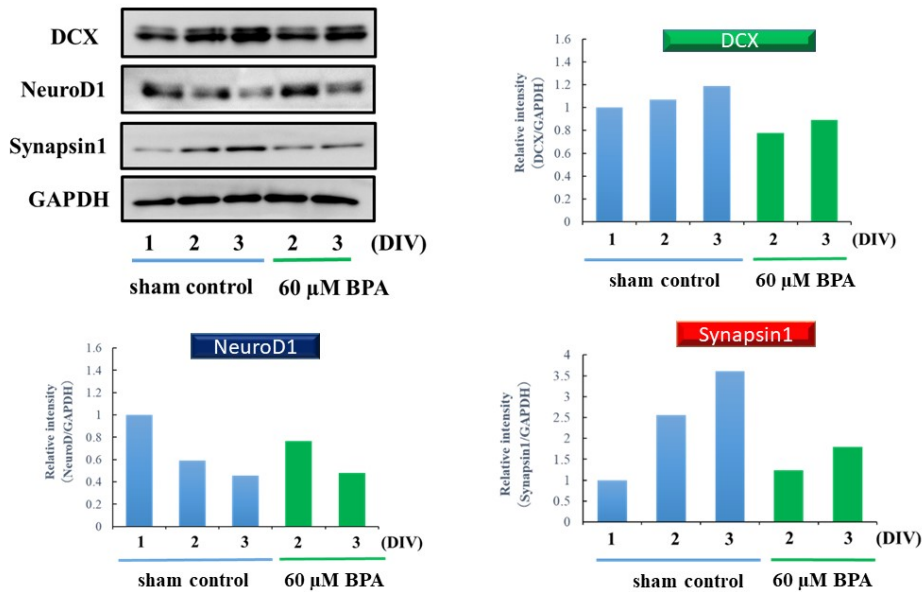 DCX
NeuroD1
Synapsin1
GAPDH
1 2 3 2 3 (DIV)
sham control 60 μM BPA
DCX
Relative intensity
(DCX/GAPDH)
1.6
1.4
1.2
1
0.8
0.6
0.4
0.2
0
1 2 3 2 3 (DIV)
sham control 60 μM BPA
NeuroD1
Relative intensity
(NeuroD/GAPDH)
1.6
1.4
1.2
1
0.8
0.6
0.4
0.2
0
1 2 3 2 3 (DIV)
sham control 60 μM BPA
Synapsin1
Relative intensity
(Synapsin1/GAPDH)
4
3.5
3
2.5
2
1.5
1
0.5
0
1 2 3 2 3 (DIV)
sham control 60 μM BPA